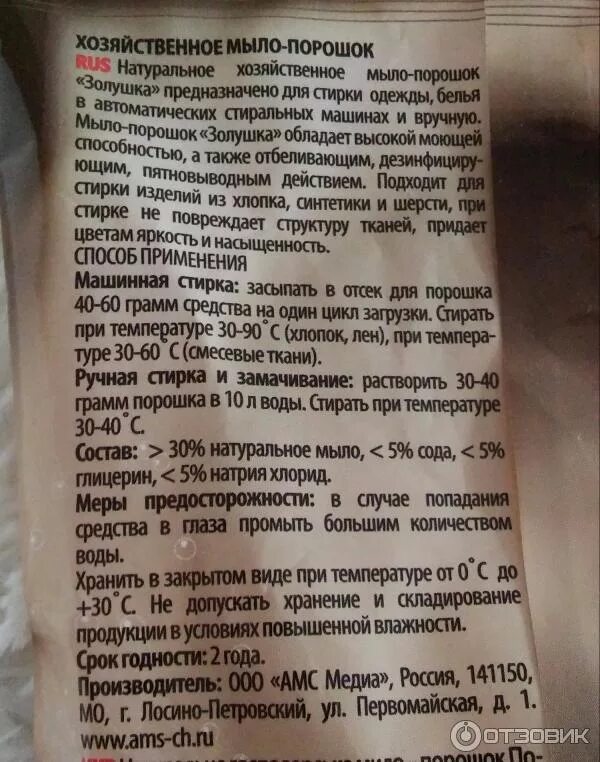 ХОЗЯЙСТВЕННОЕ МЫЛО-ПОРОШОК
RUS Натуральное хозяйственное мыло-порошок
«Золушка» предназначено для стирки одежды, белья
в автоматических стиральных машинах и вручную.
Мыло-порошок «Золушка» обладает высокой моющей
способностью, а также отбеливающим, дезинфицирую-
ющим, пятновыводным действием. Подходит для
стирки изделий из хлопка, синтетики и шерсти, при
стирке не повреждает структуру тканей, придает
цветам яркость и насыщенность.
СПОСОБ ПРИМЕНЕНИЯ
Машинная стирка: засыпать в отсек для порошка
40-60 грамм средства на один цикл загрузки. Стирать
при температуре 30-90˚С (хлопок, лен), при темпера-
туре 30-60˚С (смесевые ткани).
Ручная стирка и замачивание: растворить 30-40
грамм порошка в 10 л воды. Стирать при температуре
30-40˚С.
Состав: > 30% натуральное мыло, < 5% сода, < 5%
глицерин, < 5% натрия хлорид.
Меры предосторожности: в случае попадания
средства в глаза промыть большим количеством
воды.
Хранить в закрытом виде при температуре от 0˚С до
+30˚С. Не допускать хранение и складирование
продукции в условиях повышенной влажности.
Срок годности: 2 года.
Производитель: ООО «АМС Медиа», Россия, 141150,
МО, г. Лосино-Петровский, ул. Первомайская, д. 1.
www.ams-ch.ru
ОТЗОВИК